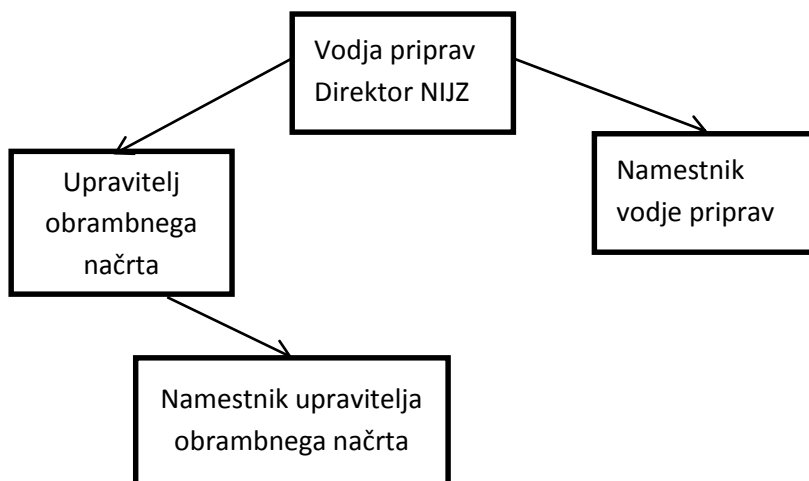 Vodja priprav
Direktor NIJZ
Upravitelj
obrambnega
načrta
Namestnik
vodje priprav
Namestnik upravitelja
obrambnega načrta